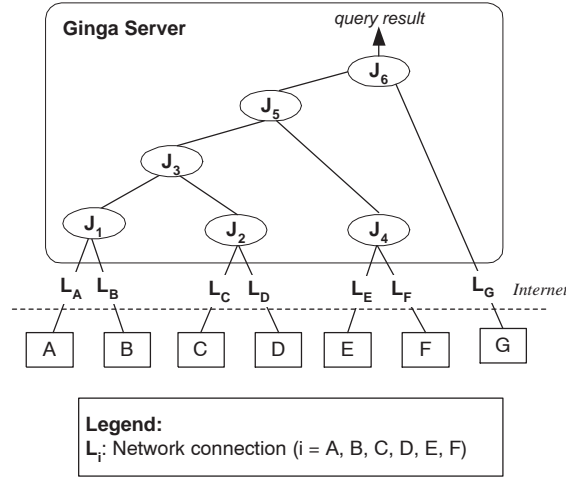 Ginga Server
query result
J6
J5
J3
J1
J2
J4
LA LB LC LD LE LF LG
Internet
A B C D E F G
Legend:
Li: Network connection (i = A, B, C, D, E, F)